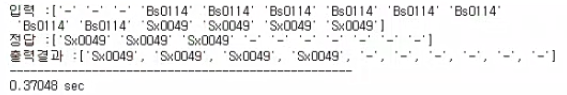 입력 :['-' '-' '-' 'Bs0114' 'Bs0114' 'Bs0114' 'Bs0114' 'Bs0114' 'Bs0114'
'Bs0114' 'Bs0114' 'Sx0049' 'Sx0049' 'Sx0049' 'Sx0049']
정답 :['Sx0049' 'Sx0049' 'Sx0049' '-' '-' '-' '-' '-' '-' '-']
출력결과 :['Sx0049', 'Sx0049', 'Sx0049', 'Sx0049', '-', '-', '-', '-', '-', '-']
--------------------------------------------------
0.37048 sec